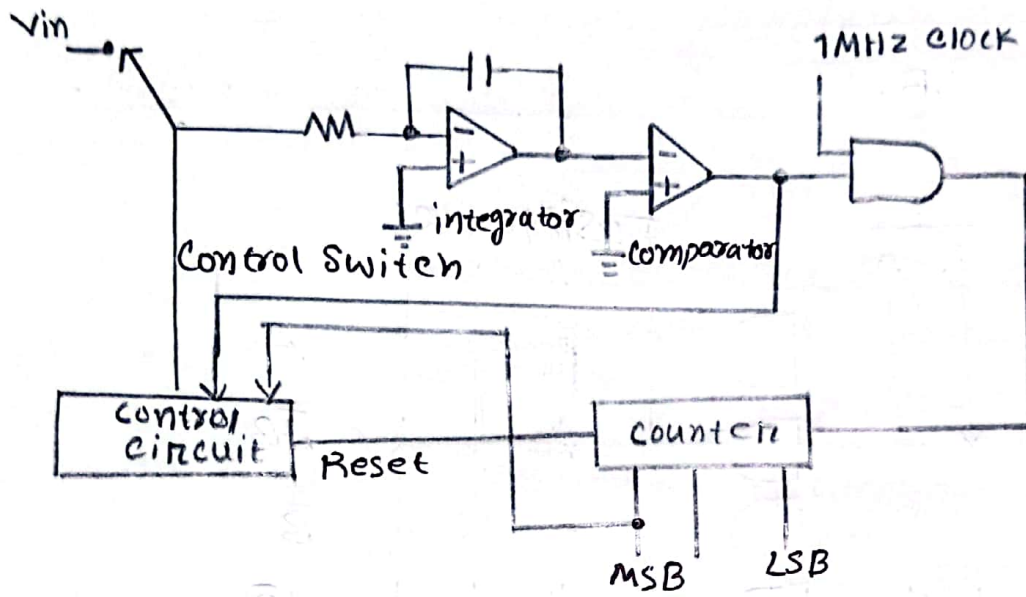 Vin
1MHz Clock
-
+
integrator
-
+
Comparator
Control Switch
control
circuit
Reset
counter
MSB
LSB